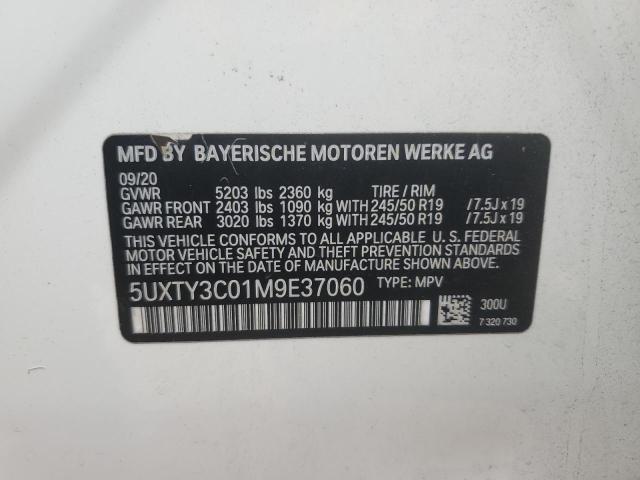 MFD BY BAYERISCHE MOTOREN WERKE AG
09/20
GVWR 5203 lbs 2360 kg TIRE / RIM
GAWR FRONT 2403 lbs 1090 kg WITH 245/50 R19 /7.5J x 19
GAWR REAR 3020 lbs 1370 kg WITH 245/50 R19 /7.5J x 19
THIS VEHICLE CONFORMS TO ALL APPLICABLE U. S. FEDERAL
MOTOR VEHICLE SAFETY AND THEFT PREVENTION STANDARDS
IN EFFECT ON THE DATE OF MANUFACTURE SHOWN ABOVE.
5UXTY3C01M9E37060 TYPE: MPV
300U
7 320 730